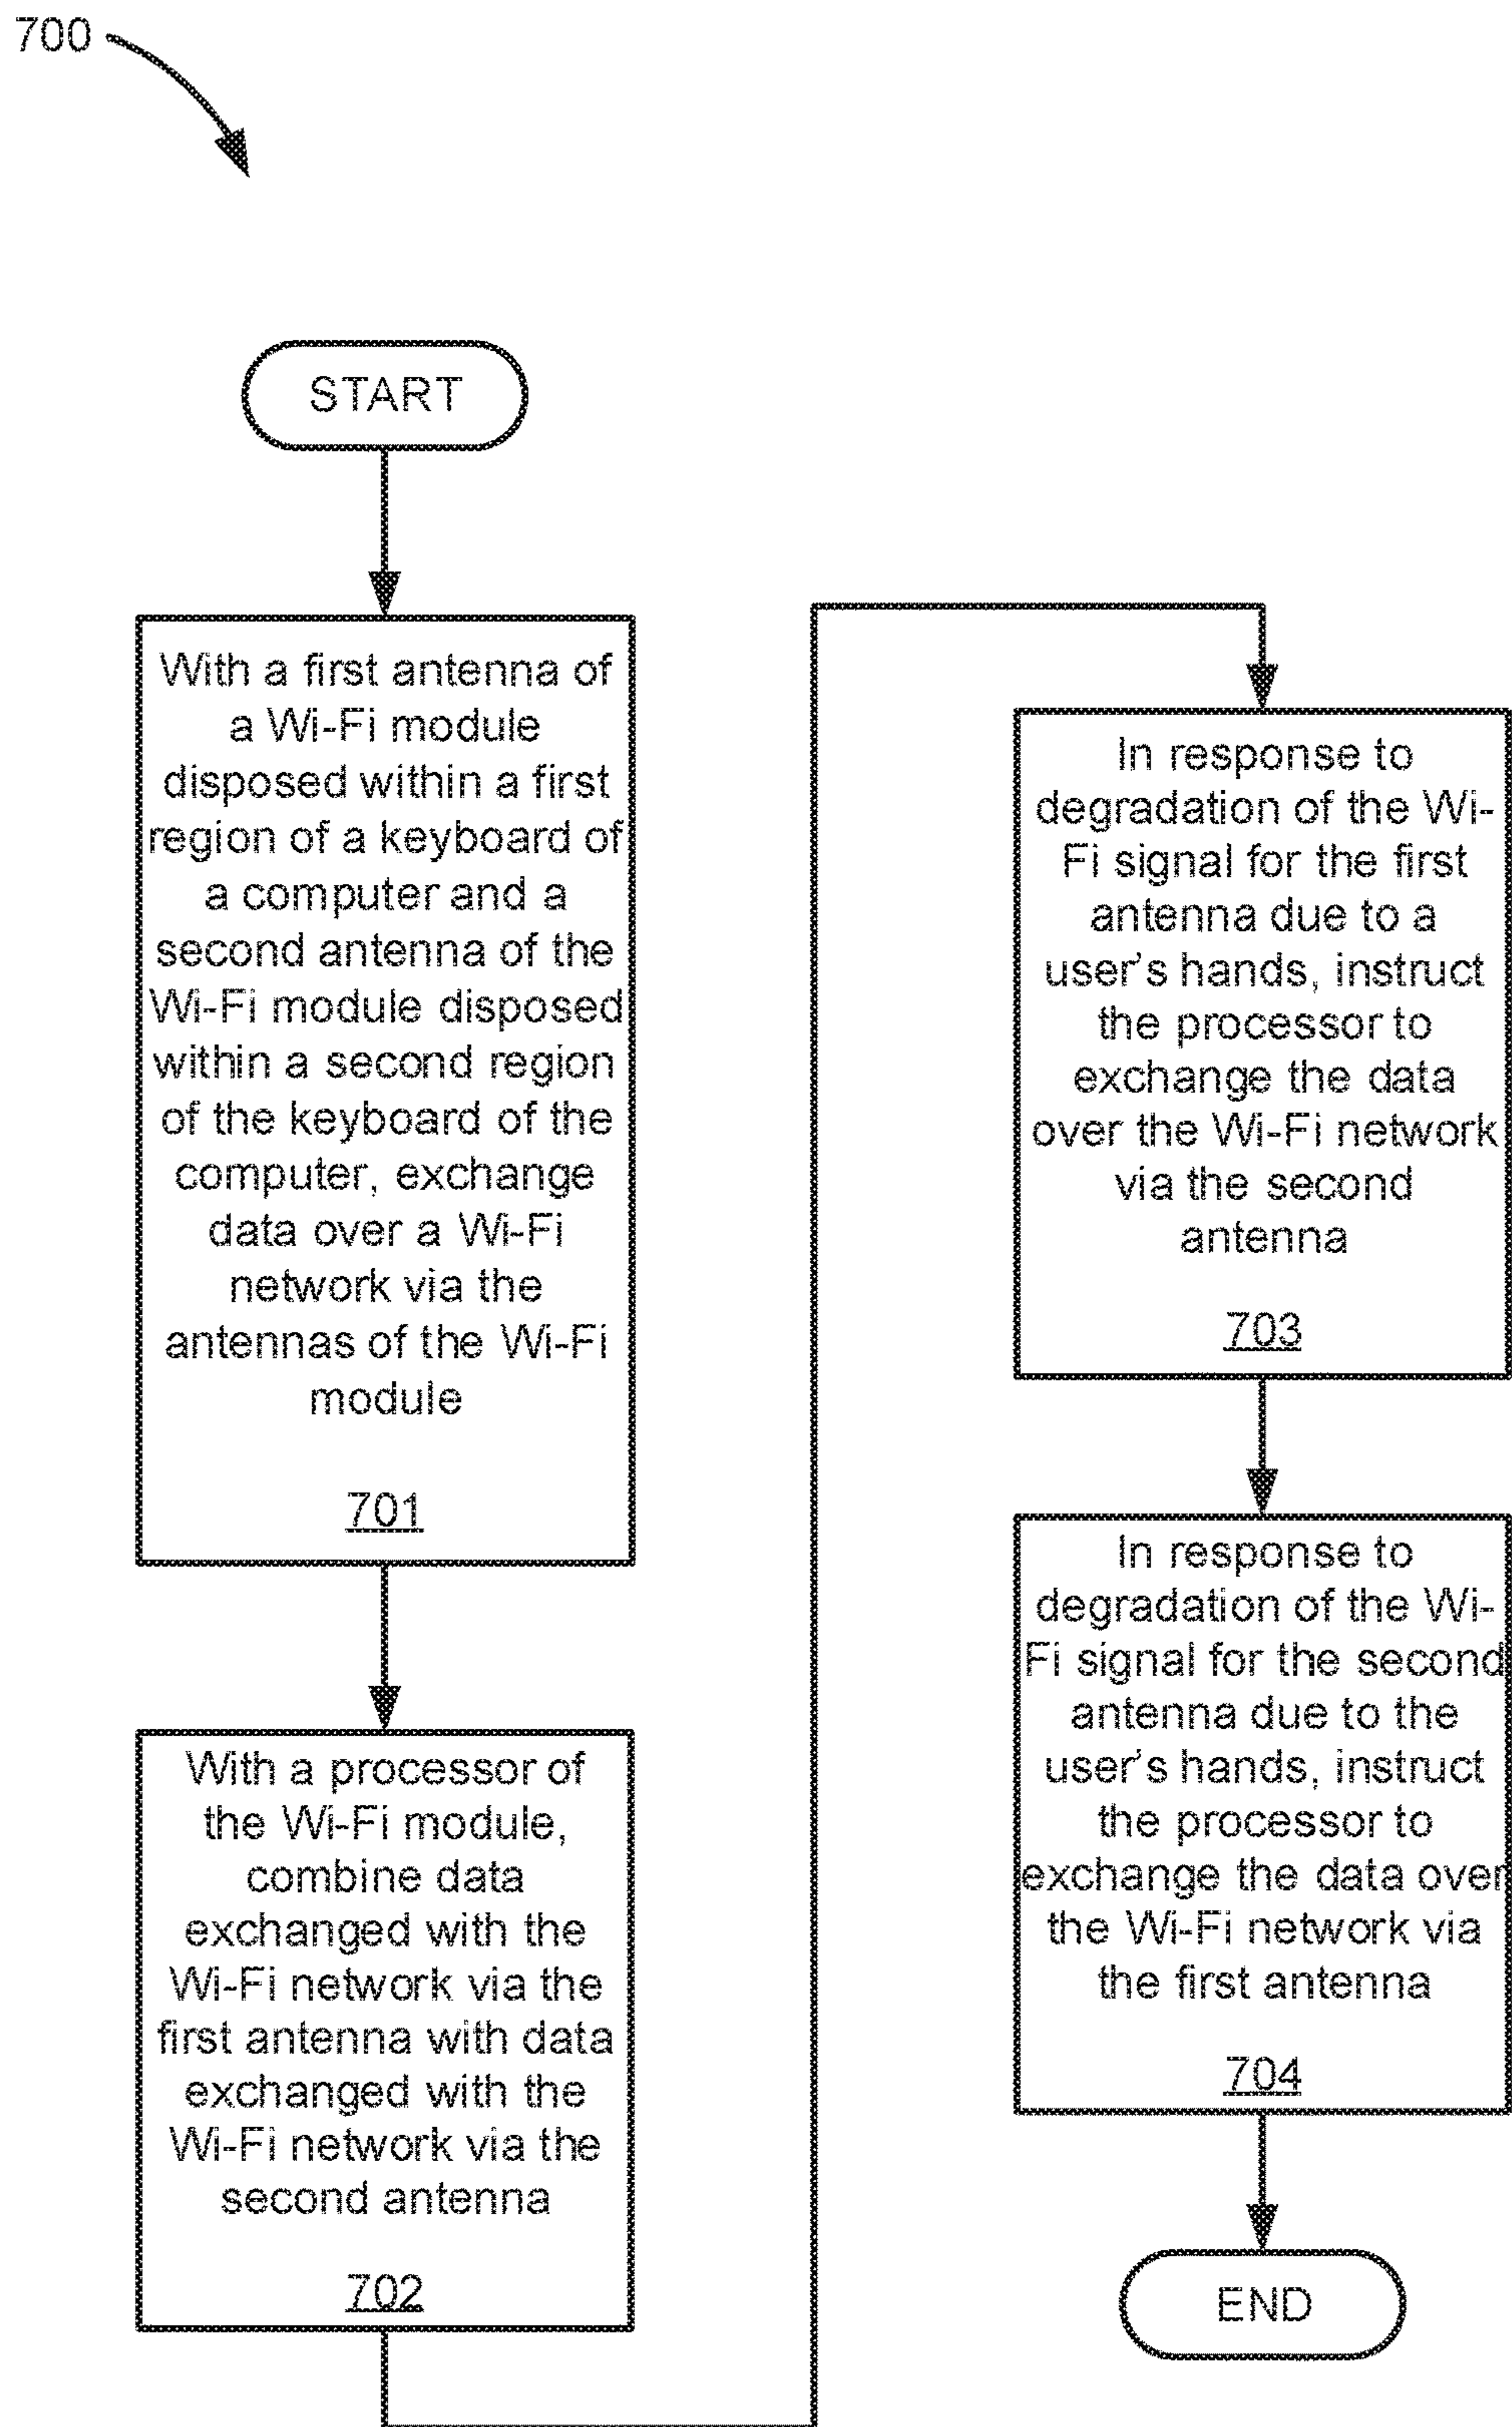 700
START
With a first antenna of
a Wi-Fi module
disposed within a first
region of a keyboard of
a computer and a
second antenna of the
Wi-Fi module disposed
within a second region
of the keyboard of the
computer, exchange
data over a Wi-Fi
network via the
antennas of the Wi-Fi
module
701
With a processor of
the Wi-Fi module,
combine data
exchanged with the
Wi-Fi network via the
first antenna with data
exchanged with the
Wi-Fi network via the
second antenna
702
In response to
degradation of the Wi-
Fi signal for the first
antenna due to a
user's hands, instruct
the processor to
exchange the data
over the Wi-Fi network
via the second
antenna
703
In response to
degradation of the Wi-
Fi signal for the second
antenna due to the
user's hands, instruct
the processor to
exchange the data over
the Wi-Fi network via
the first antenna
704
END